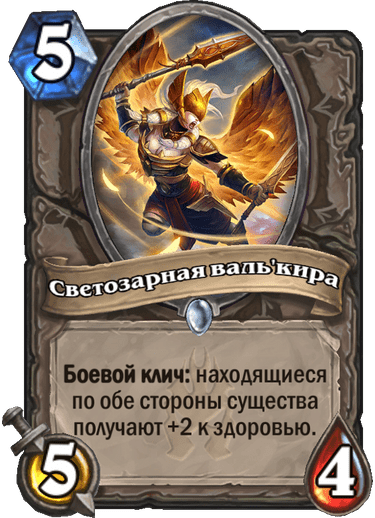 5
Светозарная валь'кира
Боевой клич: находящиеся
по обе стороны существа
получают +2 к здоровью.
5
4